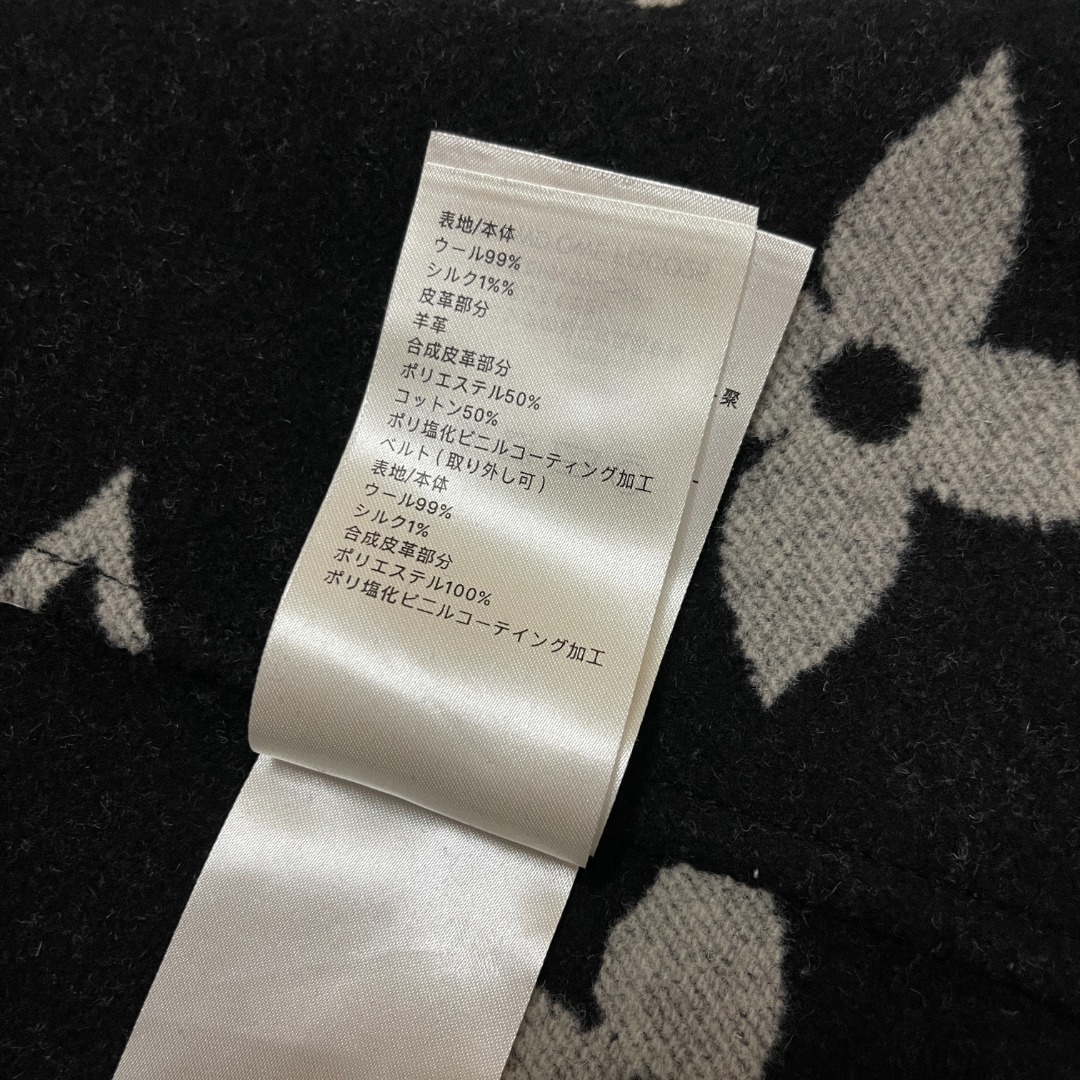 表地/本体
ウール99%
シルク1%%
皮革部分
羊革
合成皮革部分
ポリエステル50%
コットン50%
ポリ塩化ビニルコーティング加工
ベルト ( 取り外し可 )
表地/本体
ウール99%
シルク1%
合成皮革部分
ポリエステル100%
ポリ塩化ビニルコーテイング加工
聚